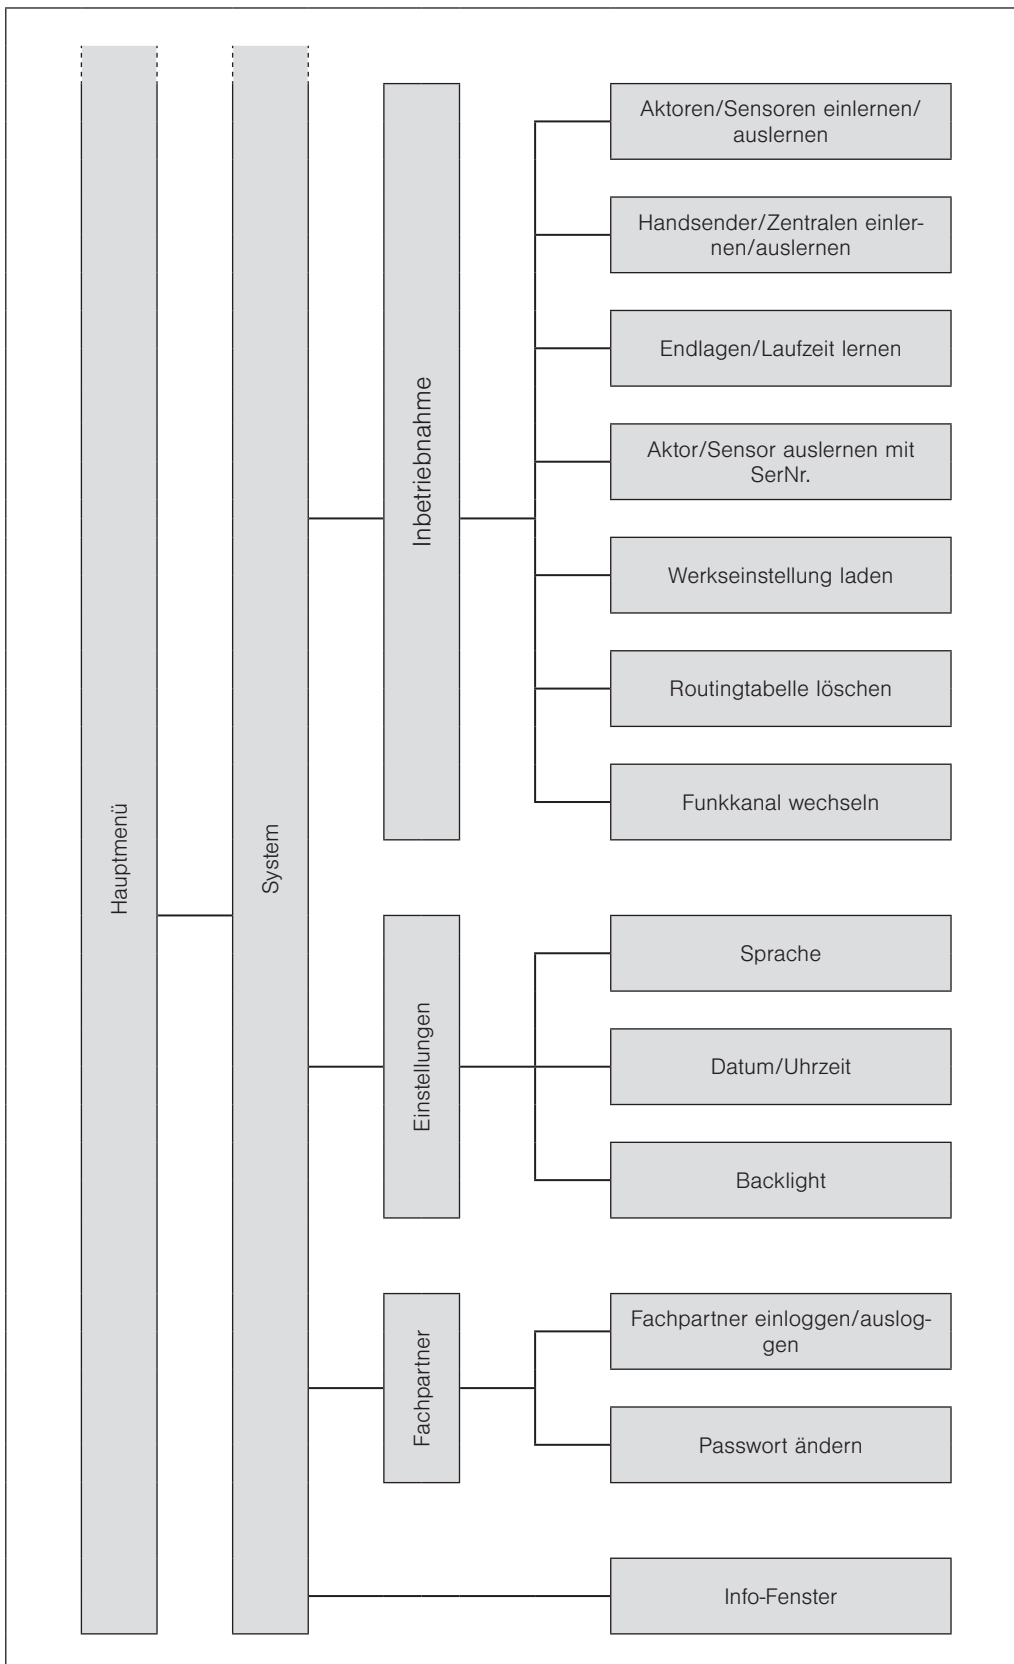 Hauptmenü
System
Inbetriebnahme
Aktoren/Sensoren einlernen/
auslernen
Handsender/Zentralen einler-
nen/auslernen
Endlagen/Laufzeit lernen
Aktor/Sensor auslernen mit
SerNr.
Werkseinstellung laden
Routingtabelle löschen
Funkkanal wechseln
Einstellungen
Sprache
Datum/Uhrzeit
Backlight
Fachpartner
Fachpartner einloggen/auslog-
gen
Passwort ändern
Info-Fenster